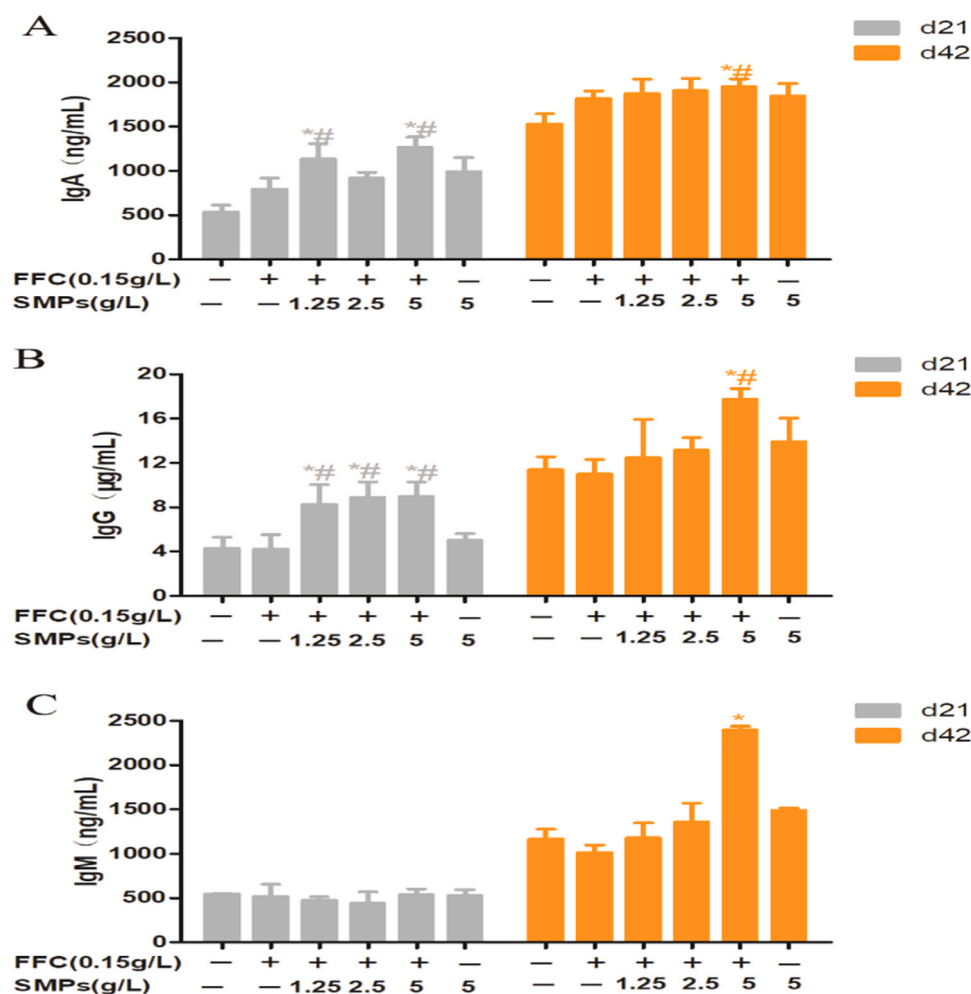 A
d21
d42
IgA (ng/mL)
2500
2000
1500
1000
500
0
*# *# *#
FFC(0.15g/L) — + + + + — — + + + + —
SMPs(g/L) — — 1.25 2.5 5 5 — — 1.25 2.5 5 5
B
d21
d42
IgG (μg/mL)
20
16
12
8
4
0
*# *# *# *#
FFC(0.15g/L) — + + + + — — + + + + —
SMPs(g/L) — — 1.25 2.5 5 5 — — 1.25 2.5 5 5
C
d21
d42
IgM (ng/mL)
2500
2000
1500
1000
500
0
*
FFC(0.15g/L) — + + + + — — + + + + —
SMPs(g/L) — — 1.25 2.5 5 5 — — 1.25 2.5 5 5